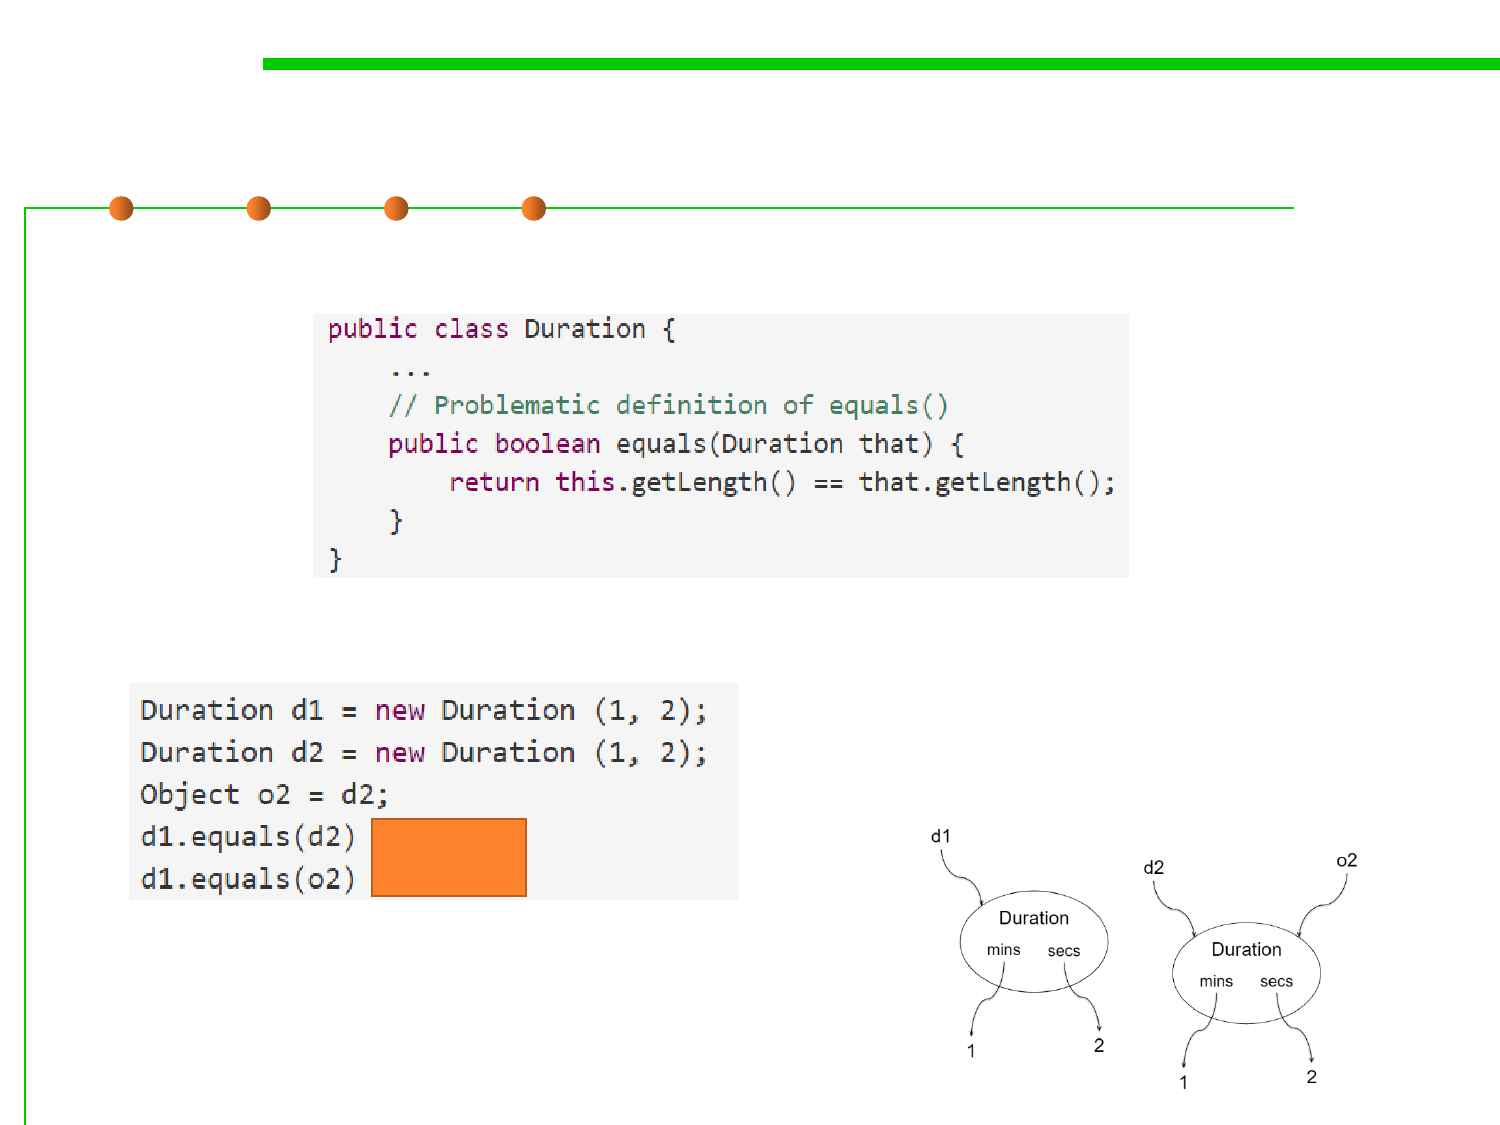 public class Duration {
    ...
    // Problematic definition of equals()
    public boolean equals(Duration that) {
        return this.getLength() == that.getLength();
    }
}
Duration d1 = new Duration (1, 2);
Duration d2 = new Duration (1, 2);
Object o2 = d2;
d1.equals(d2)
d1.equals(o2)
d1
d2
o2
Duration
mins secs
1
2
Duration
mins secs
1
2